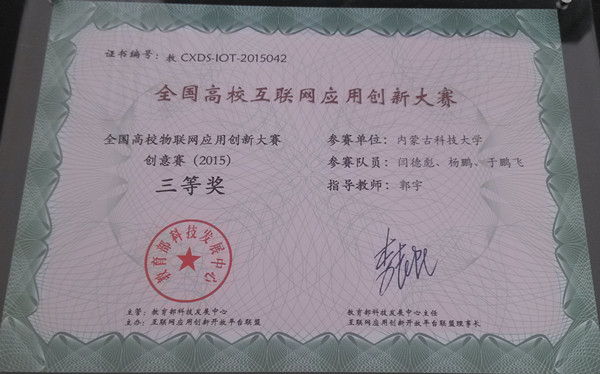 证书编号：教 CXDS-IOT-2015042
全国高校互联网应用创新大赛
全国高校物联网应用创新大赛
创意赛（2015）
三等奖
参赛单位：内蒙古科技大学
参赛队员：闫德彪、杨鹏、于鹏飞
指导教师：郭宇
教育部科技发展中心
主管：教育部科技发展中心
主办：互联网应用创新开放平台联盟
教育部科技发展中心主任
互联网应用创新开放平台联盟理事长